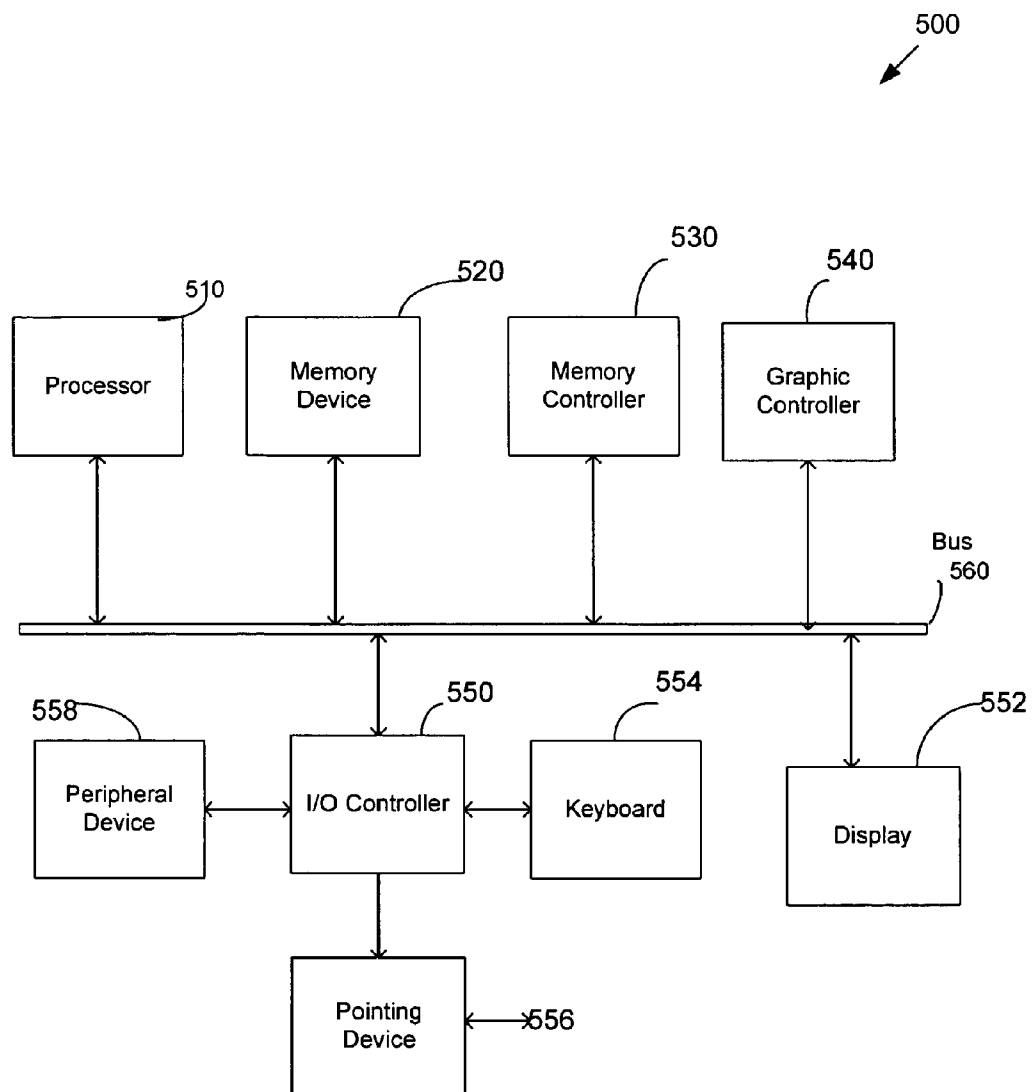 500
530
520
540
510
Processor
Memory
Device
Memory
Controller
Graphic
Controller
Bus
560
550
554
552
558
Peripheral
Device
I/O Controller
Keyboard
Display
Pointing
Device
556